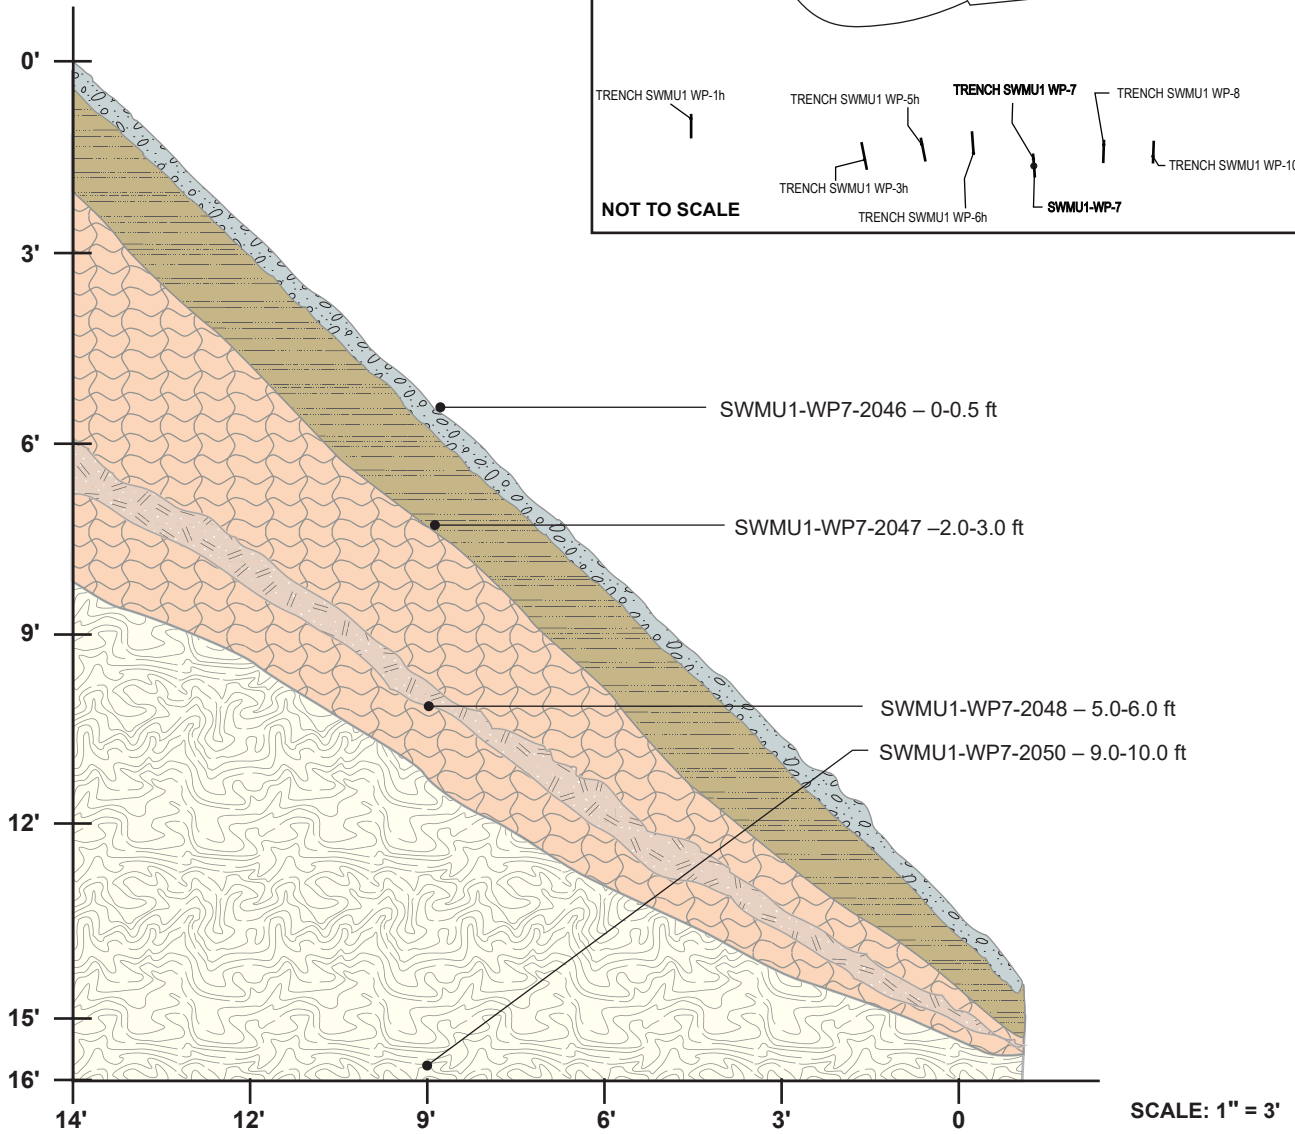 0'
TRENCH SWMU1 WP-1h
TRENCH SWMU1 WP-5h
TRENCH SWMU1 WP-7
TRENCH SWMU1 WP-8
TRENCH SWMU1 WP-10
TRENCH SWMU1 WP-3h
SWMU1-WP-7
NOT TO SCALE
TRENCH SWMU1 WP-6h
3'
SWMU1-WP7-2046 – 0-0.5 ft
6'
SWMU1-WP7-2047 –2.0-3.0 ft
9'
SWMU1-WP7-2048 – 5.0-6.0 ft
SWMU1-WP7-2050 – 9.0-10.0 ft
12'
15'
16'
14' 12' 9' 6' 3' 0
SCALE: 1" = 3'